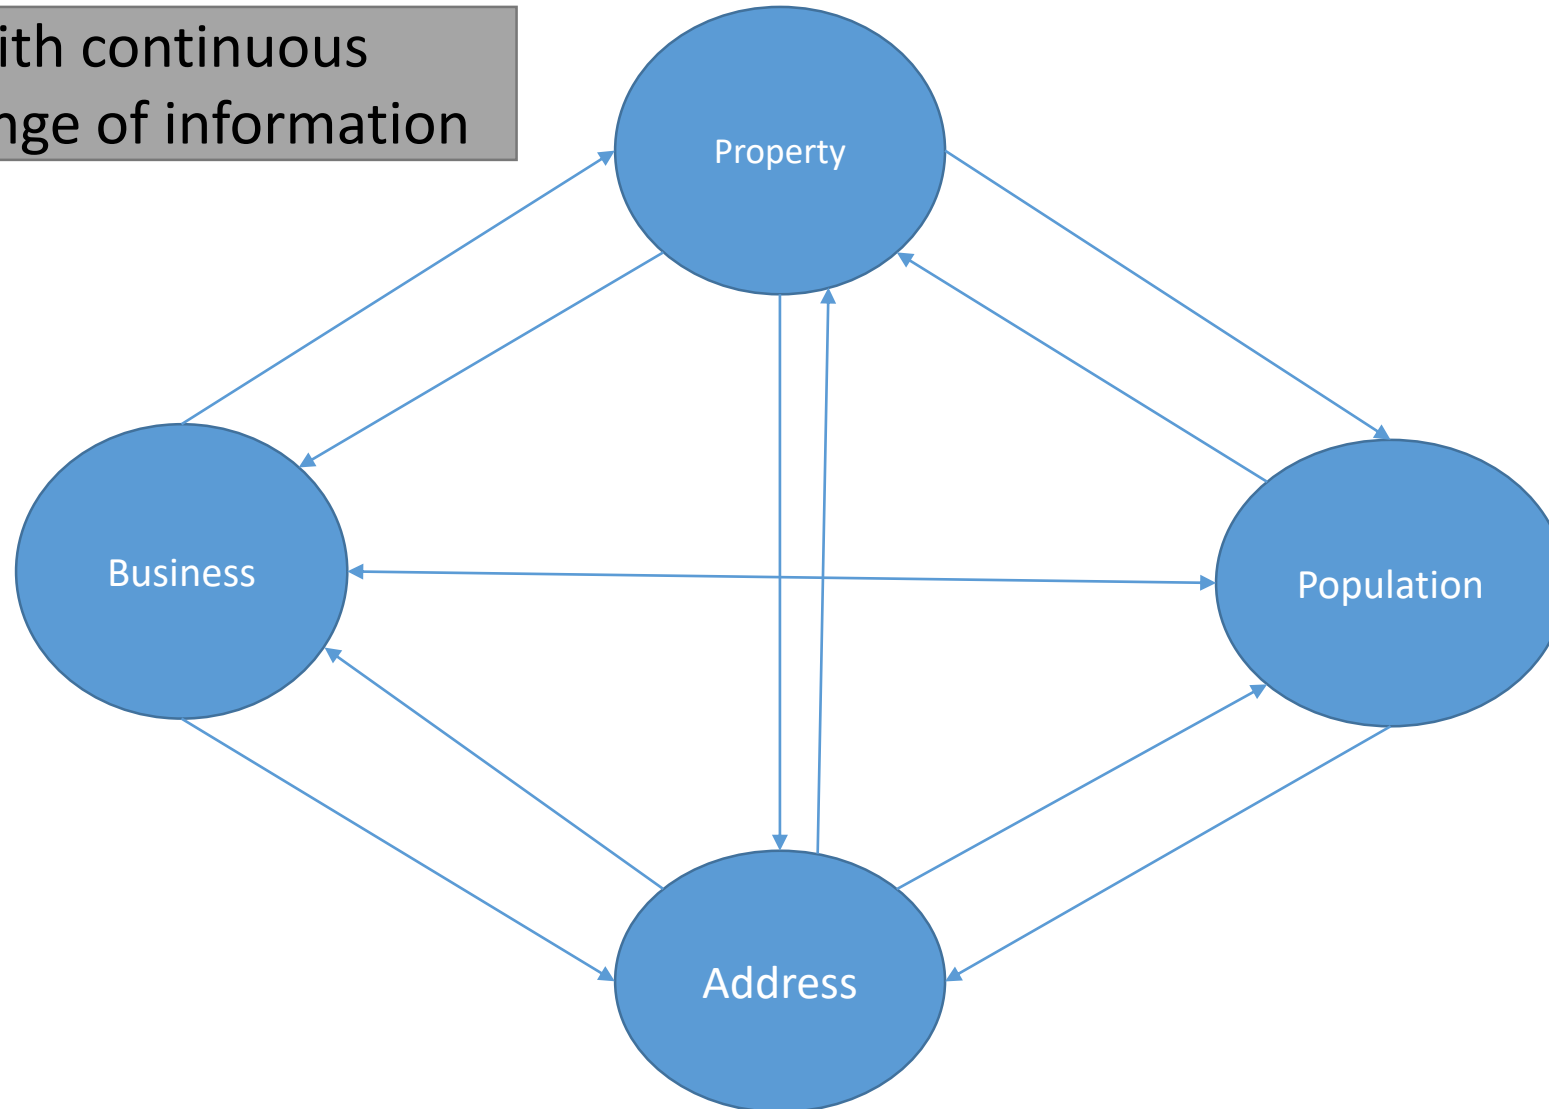 ith continuous
nge of information
Property
Business
Population
Address